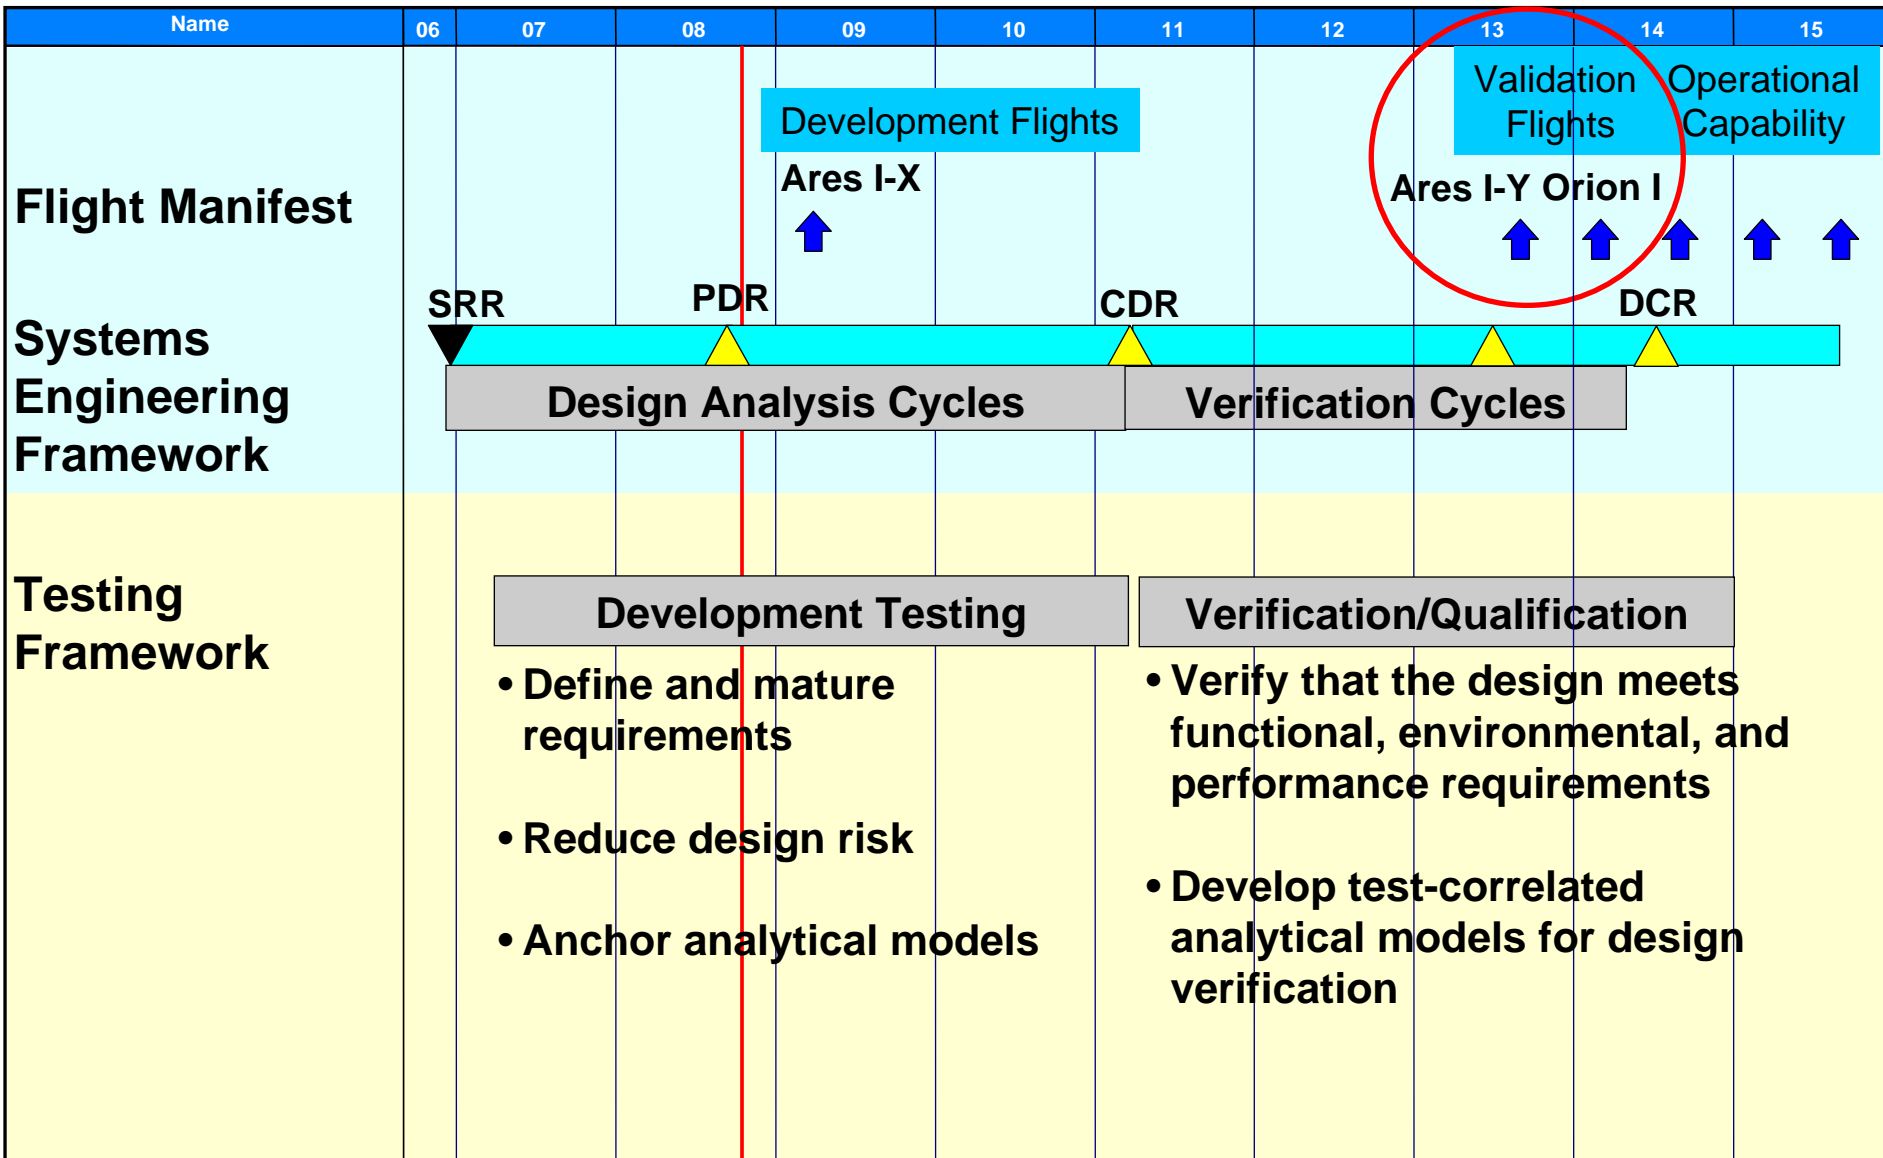 Name 06 07 08 09 10 11 12 13 14 15
Validation
Flights
Operational
Capability
Development Flights
Ares I-X
Ares I-Y Orion I
Flight Manifest
SRR PDR CDR DCR
Systems
Engineering
Framework
Design Analysis Cycles
Verification Cycles
Testing
Framework
Development Testing
• Define and mature
requirements
• Reduce design risk
• Anchor analytical models
Verification/Qualification
• Verify that the design meets
functional, environmental, and
performance requirements
• Develop test-correlated
analytical models for design
verification